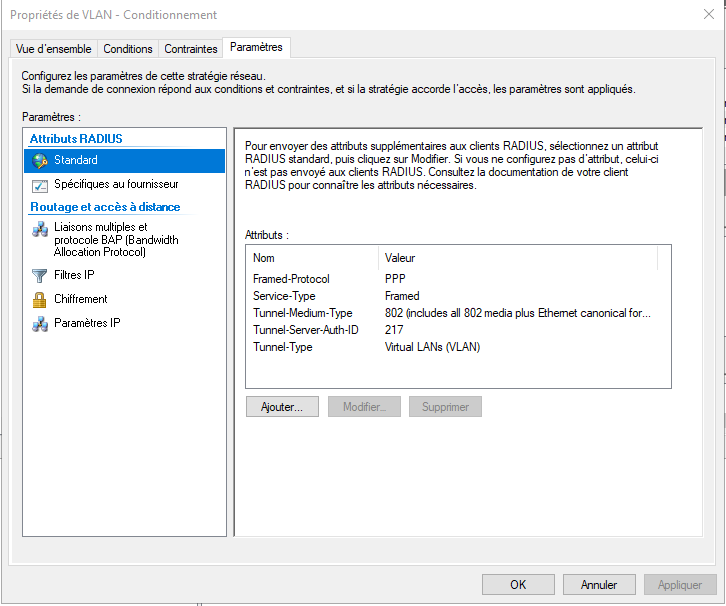 Propriétés de VLAN - Conditionnement
Vue d'ensemble
Conditions
Contraintes
Paramètres
Configurez les paramètres de cette stratégie réseau.
Si la demande de connexion répond aux conditions et contraintes, et si la stratégie accorde l'accès, les paramètres sont appliqués.
Paramètres :
Attributs RADIUS
Standard
Spécifiques au fournisseur
Routage et accès à distance
Liaisons multiples et
protocole BAP (Bandwidth
Allocation Protocol)
Filtres IP
Chiffrement
Paramètres IP
Pour envoyer des attributs supplémentaires aux clients RADIUS, sélectionnez un attribut
RADIUS standard, puis cliquez sur Modifier. Si vous ne configurez pas d'attribut, celui-ci
n'est pas envoyé aux clients RADIUS. Consultez la documentation de votre client
RADIUS pour connaître les attributs nécessaires.
Attributs :
Nom Valeur
Framed-Protocol PPP
Service-Type Framed
Tunnel-Medium-Type 802 (includes all 802 media plus Ethernet canonical for...
Tunnel-Server-Auth-ID 217
Tunnel-Type Virtual LANs (VLAN)
Ajouter...
Modifier...
Supprimer
OK
Annuler
Appliquer